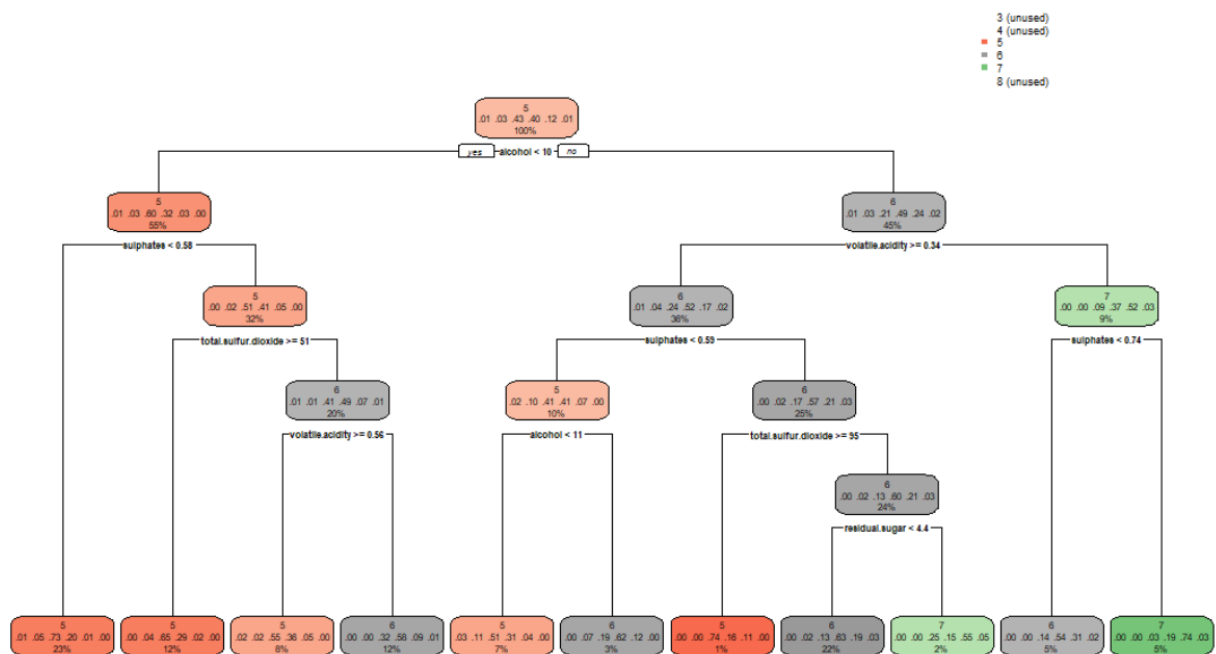 3 (unused)
4 (unused)
5
6
7
8 (unused)
5
.01 .03 .43 .40 .12 .01
100%
yes alcohol < 10 no
5
.01 .03 .60 .32 .03 .00
55%
6
.01 .03 .21 .49 .24 .02
45%
sulphates < 0.58
volatile.acidity >= 0.34
5
.00 .02 .51 .41 .05 .00
32%
6
.01 .04 .24 .52 .17 .02
36%
7
.00 .00 .09 .37 .52 .03
9%
total.sulfur.dioxide >= 51
sulphates < 0.59
sulphates < 0.74
6
.01 .01 .41 .49 .07 .01
20%
5
.02 .10 .41 .41 .07 .00
10%
6
.00 .02 .17 .57 .21 .03
25%
volatile.acidity >= 0.56
alcohol < 11
total.sulfur.dioxide >= 95
6
.00 .02 .13 .60 .21 .03
24%
residual.sugar < 4.4
5
.01 .05 .73 .20 .01 .00
23%
5
.00 .04 .65 .29 .02 .00
12%
5
.02 .02 .55 .36 .05 .00
8%
6
.00 .00 .32 .58 .09 .01
12%
5
.03 .11 .51 .31 .04 .00
7%
6
.00 .07 .19 .62 .12 .00
3%
5
.00 .00 .74 .16 .11 .00
1%
6
.00 .02 .13 .63 .19 .03
22%
7
.00 .00 .25 .15 .55 .05
2%
6
.00 .00 .14 .54 .31 .02
5%
7
.00 .00 .03 .19 .74 .03
5%